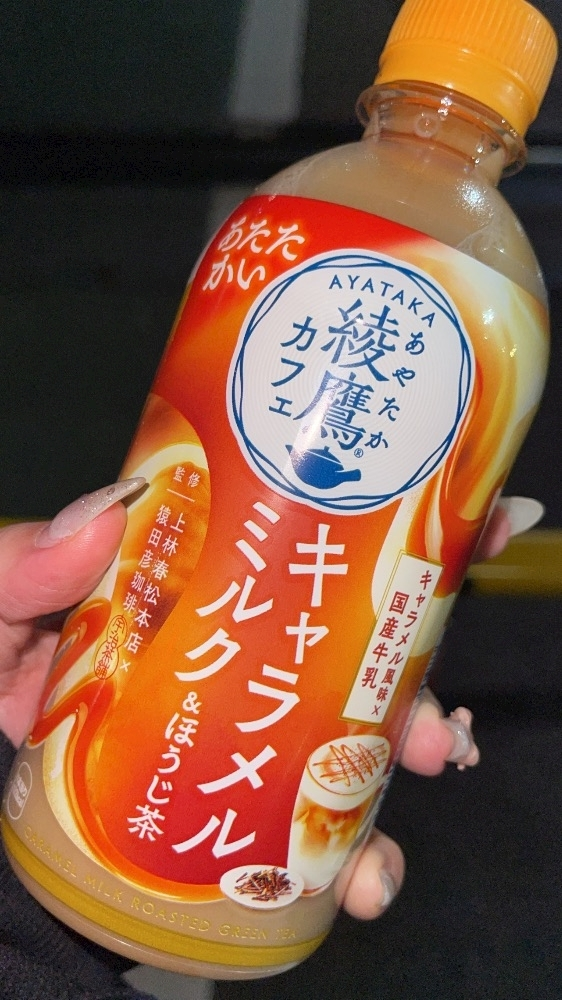 あたた
かい
AYATAKA
綾鷹
あやたか
カフェ
®
監修
上林春松本店×
猿田彦珈琲
キャラメル
ミルク
&ほうじ茶
キャラメル風味×
国産牛乳
CARAMEL MILK ROASTED GREEN TEA